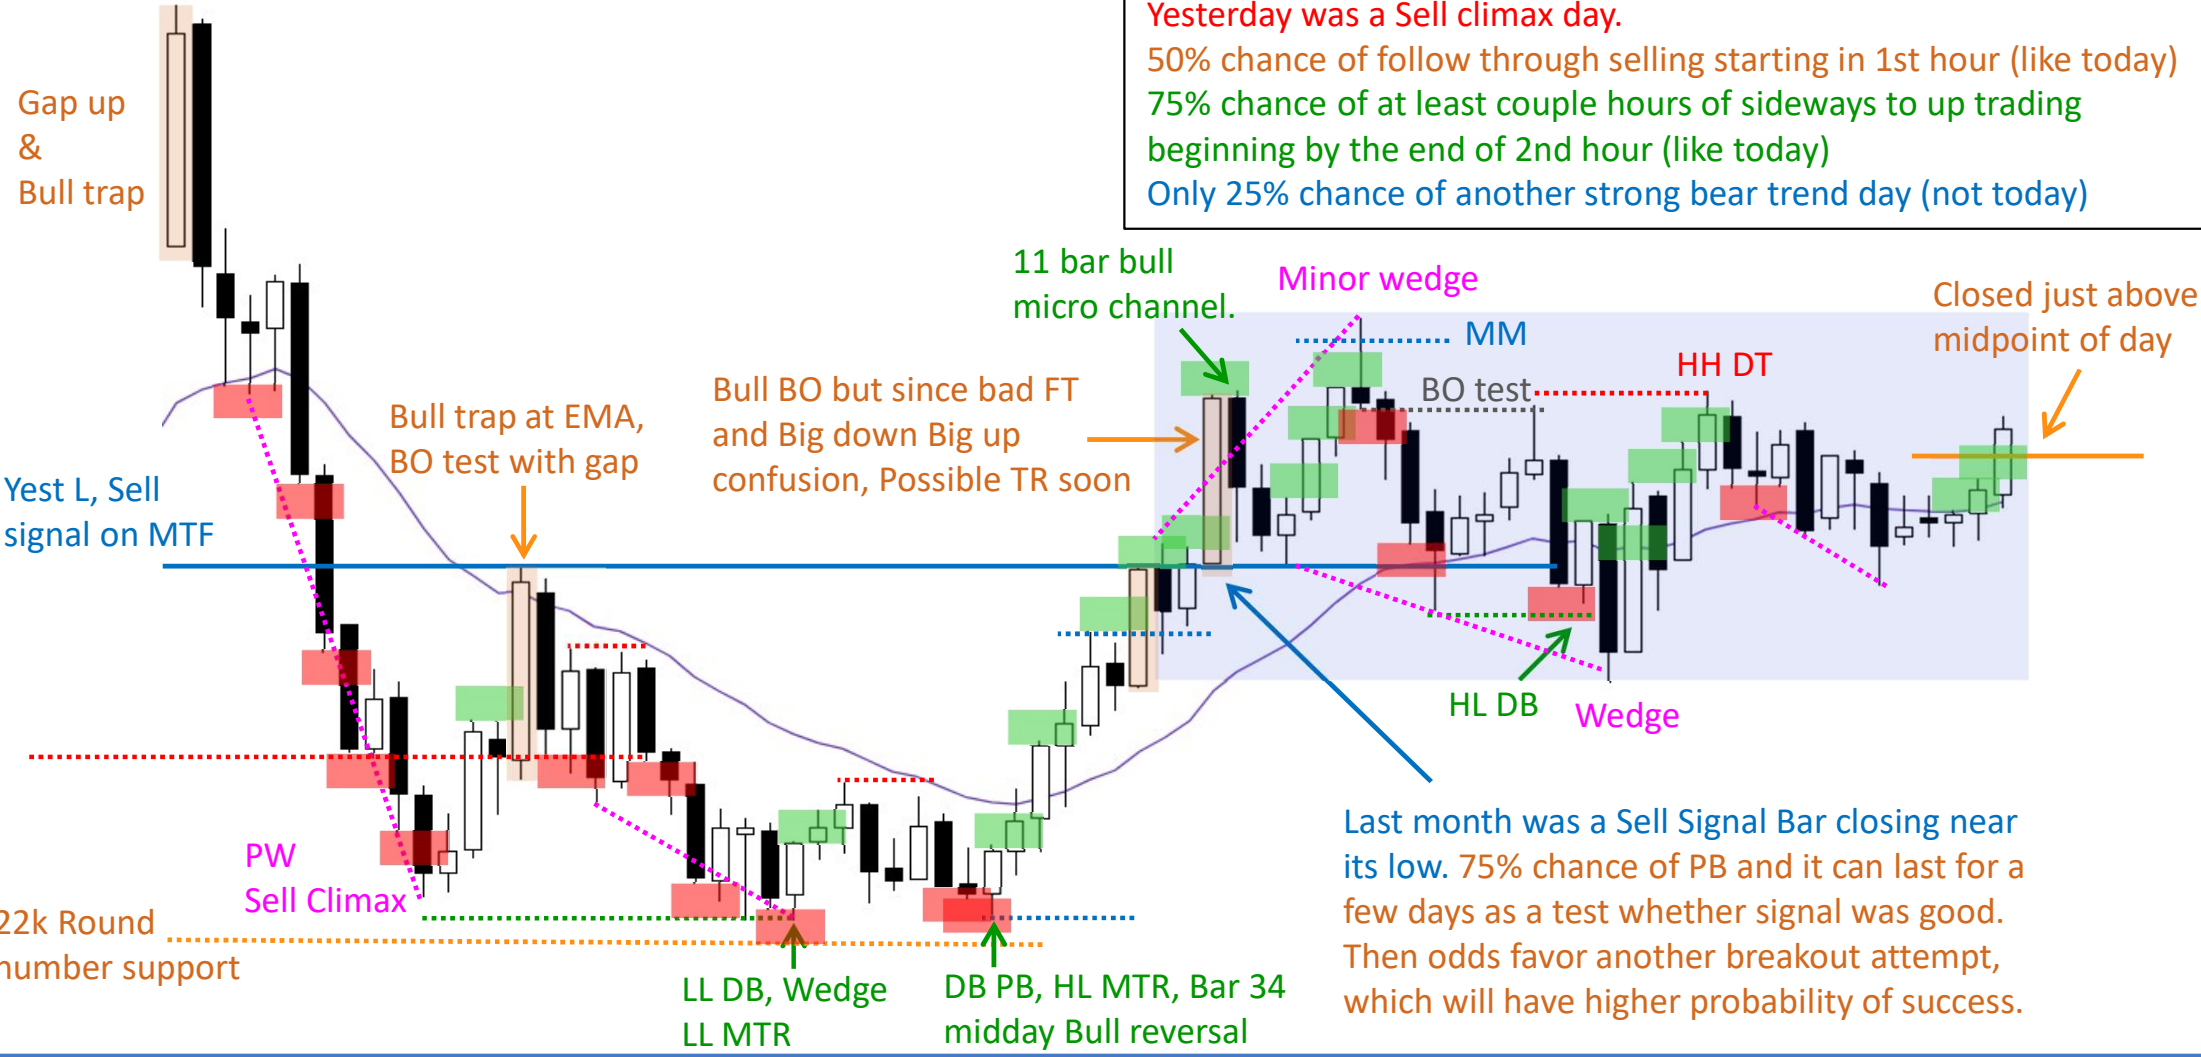 Yesterday was a Sell climax day.
50% chance of follow through selling starting in 1st hour (like today)
75% chance of at least couple hours of sideways to up trading
beginning by the end of 2nd hour (like today)
Only 25% chance of another strong bear trend day (not today)
Gap up
&
Bull trap
11 bar bull
micro channel.
Minor wedge
MM
BO test
HH DT
Closed just above
midpoint of day
Bull trap at EMA,
BO test with gap
Bull BO but since bad FT
and Big down Big up
confusion, Possible TR soon
Yest L, Sell
signal on MTF
HL DB
Wedge
PW
Sell Climax
22k Round
number support
LL DB, Wedge
LL MTR
DB PB, HL MTR, Bar 34
midday Bull reversal
Last month was a Sell Signal Bar closing near
its low. 75% chance of PB and it can last for a
few days as a test whether signal was good.
Then odds favor another breakout attempt,
which will have higher probability of success.